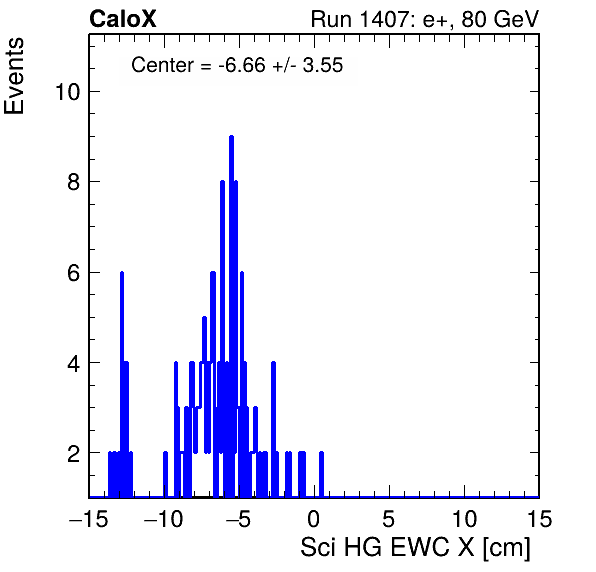 CaloX Run 1407: e+, 80 GeV
Center = -6.66 +/- 3.55
Events
10
8
6
4
2
−15 −10 −5 0 5 10 15
Sci HG EWC X [cm]